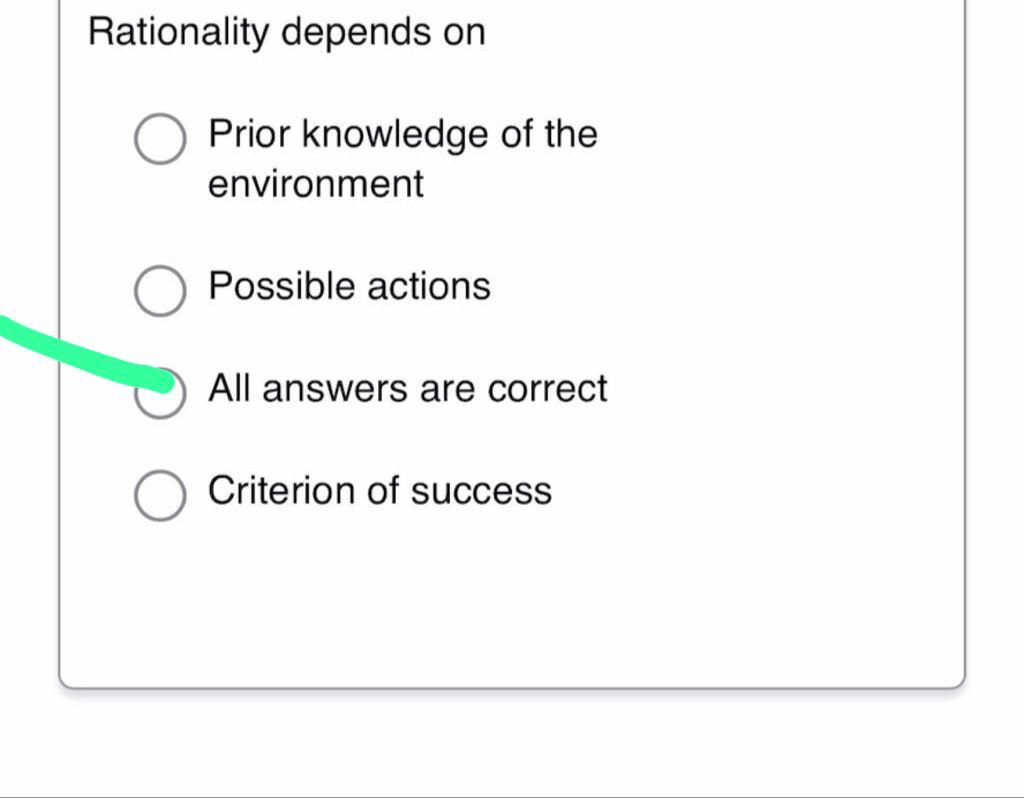 Rationality depends on
Prior knowledge of the
environment
Possible actions
All answers are correct
Criterion of success